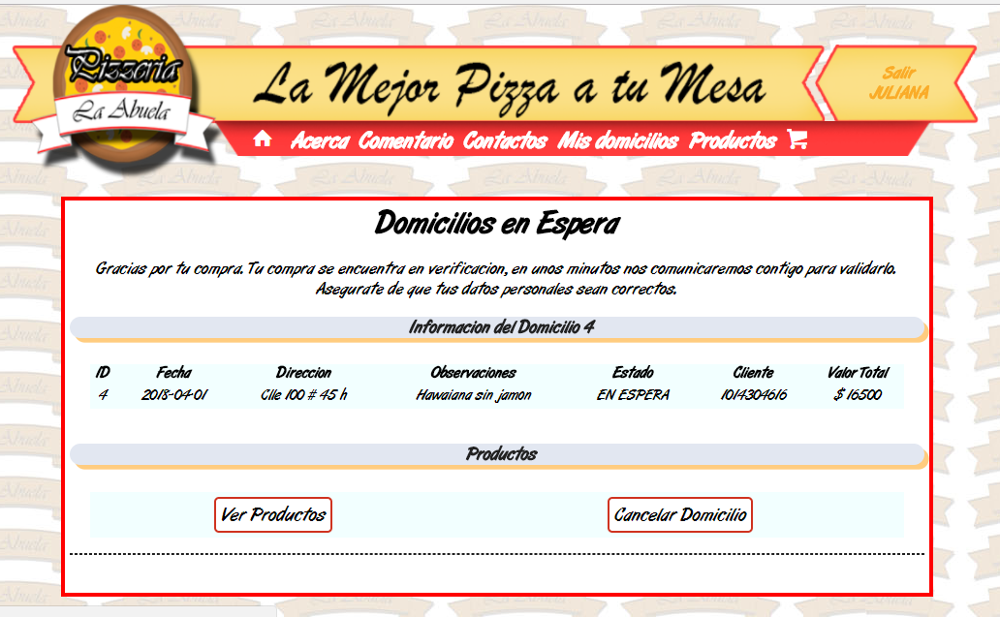 Pizzeria
La Abuela
La Mejor Pizza a tu Mesa
Salir
JULIANA
Acerca Comentario Contactos Mis domicilios Productos
Domicilios en Espera
Gracias por tu compra. Tu compra se encuentra en verificacion, en unos minutos nos comunicaremos contigo para validarlo.
Asegurate de que tus datos personales sean correctos.
Informacion del Domicilio 4
ID Fecha Direccion Observaciones Estado Cliente Valor Total
4 2018-04-01 Clle 100 # 45 h Hawaiana sin jamon EN ESPERA 1014304616 $ 16500
Productos
Ver Productos Cancelar Domicilio